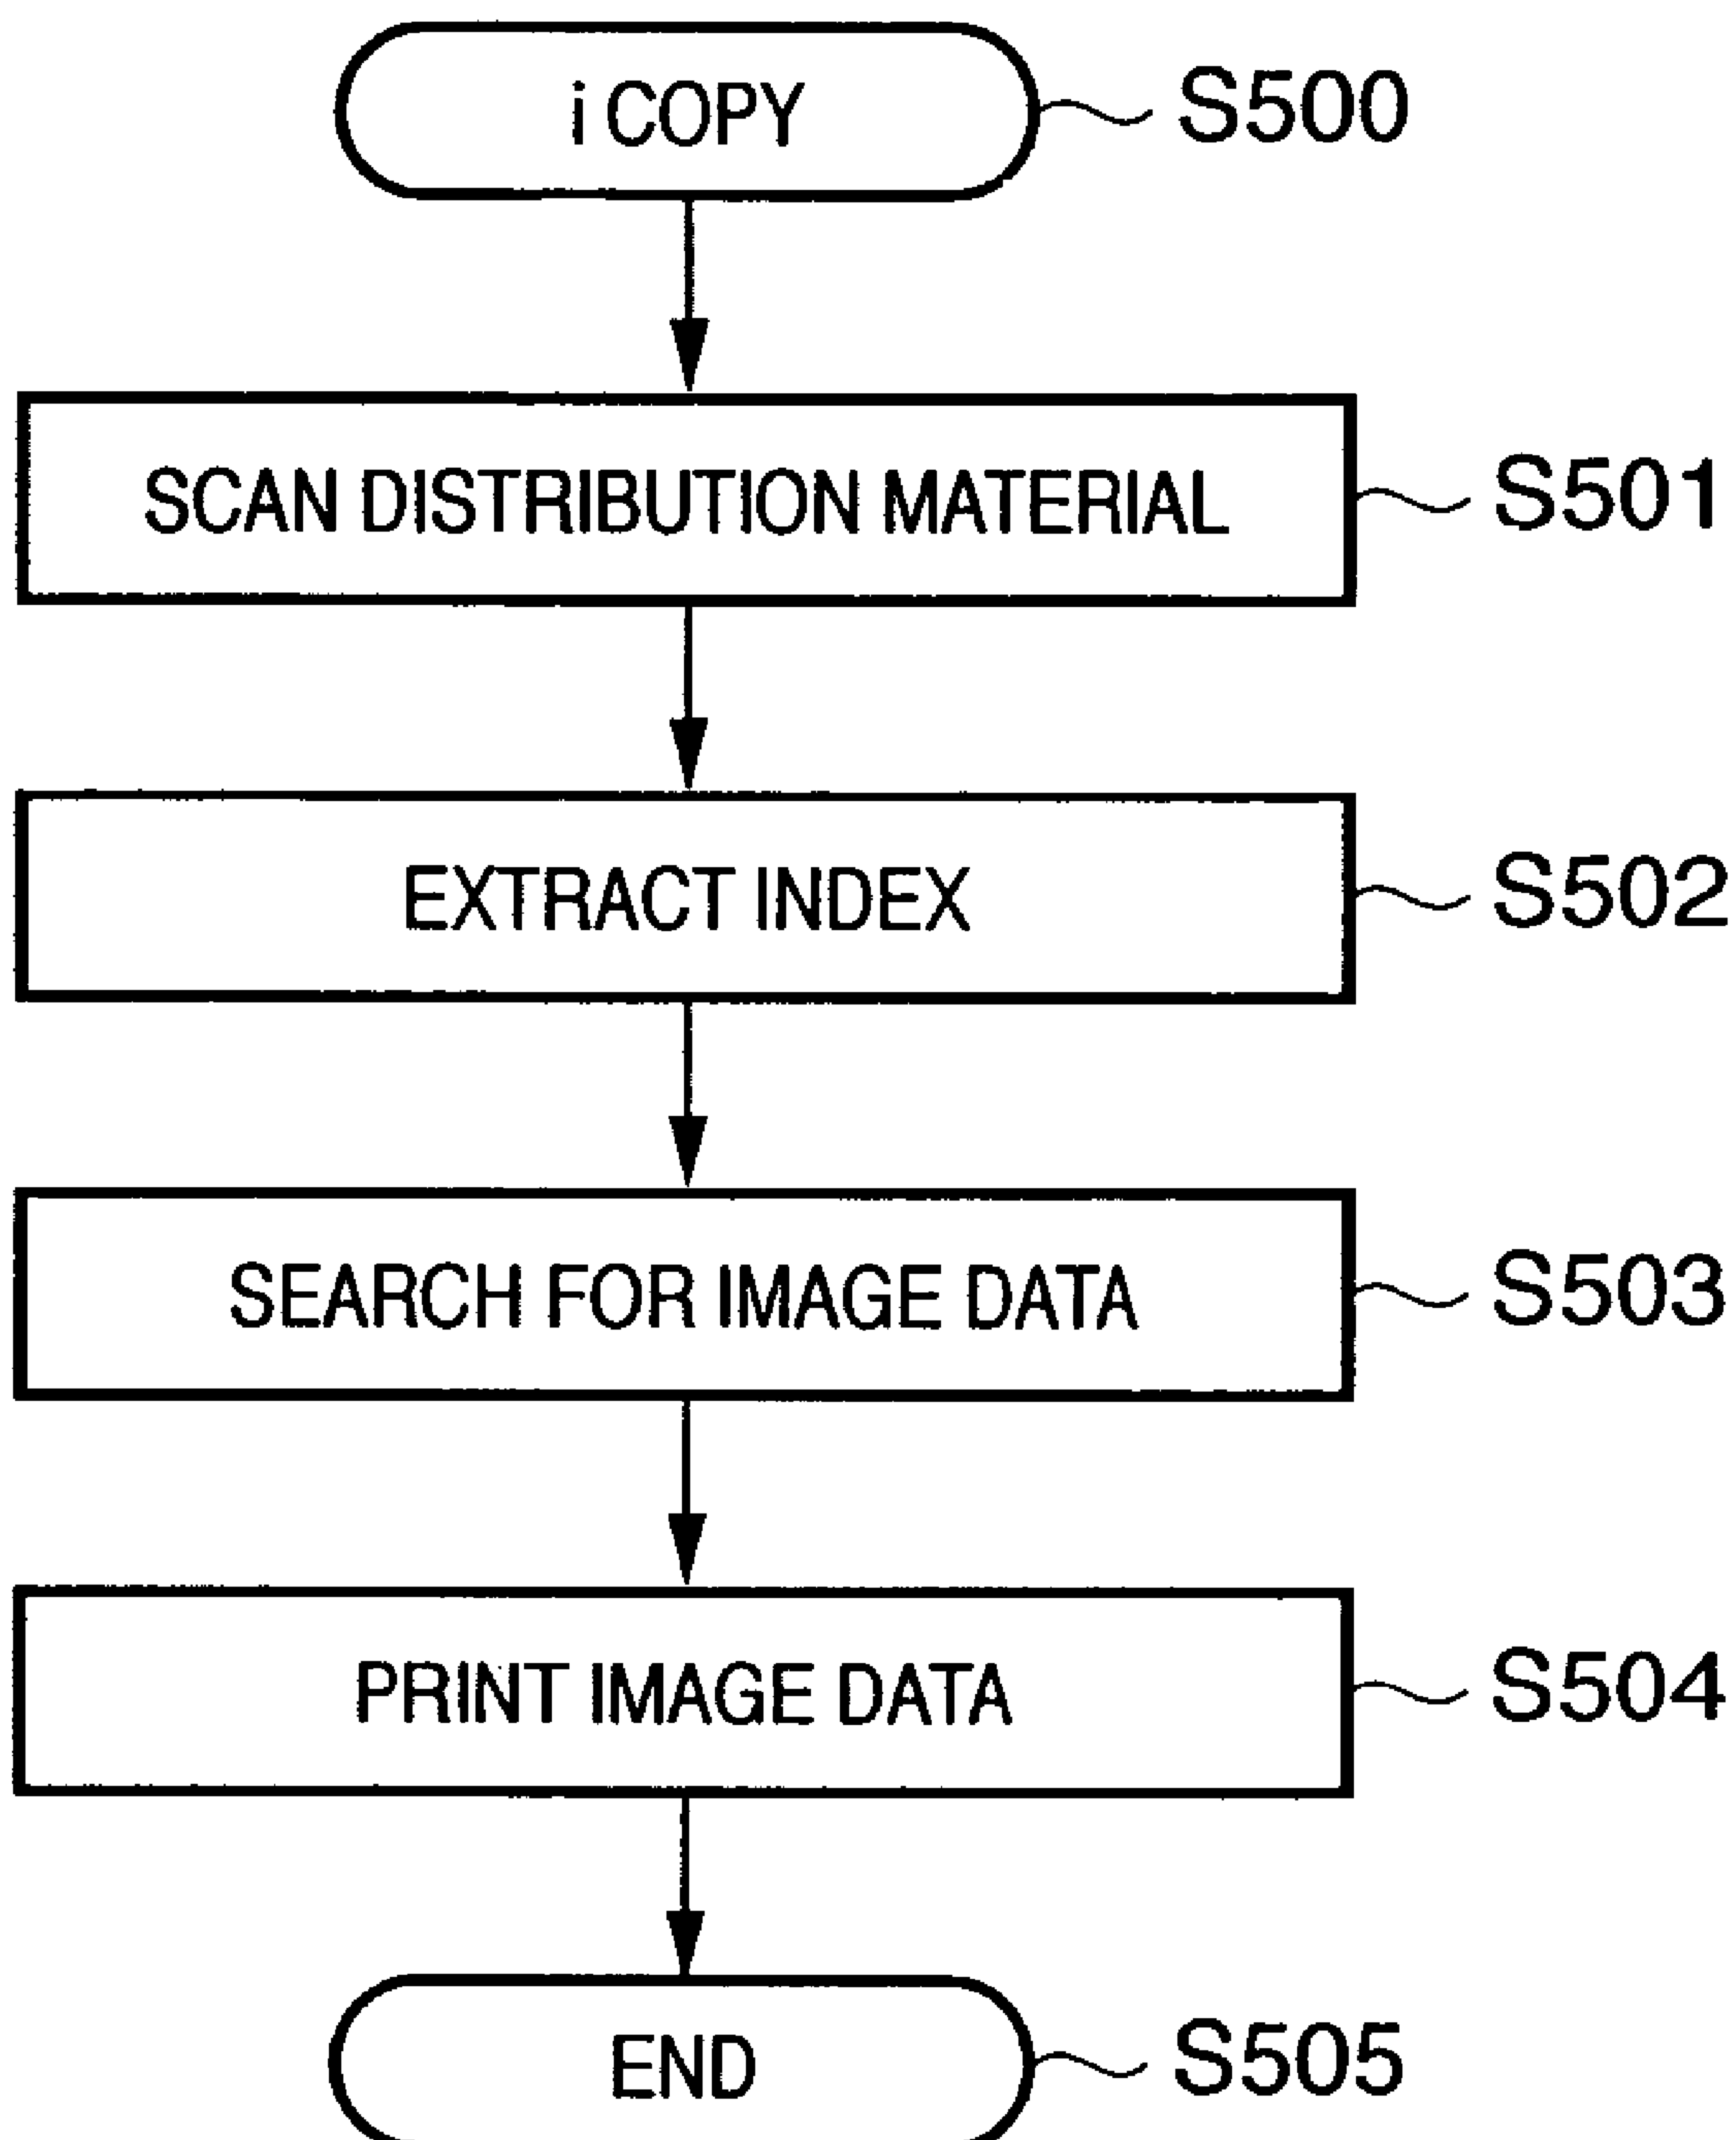 i COPY S500
SCAN DISTRIBUTION MATERIAL S501
EXTRACT INDEX S502
SEARCH FOR IMAGE DATA S503
PRINT IMAGE DATA S504
END S505